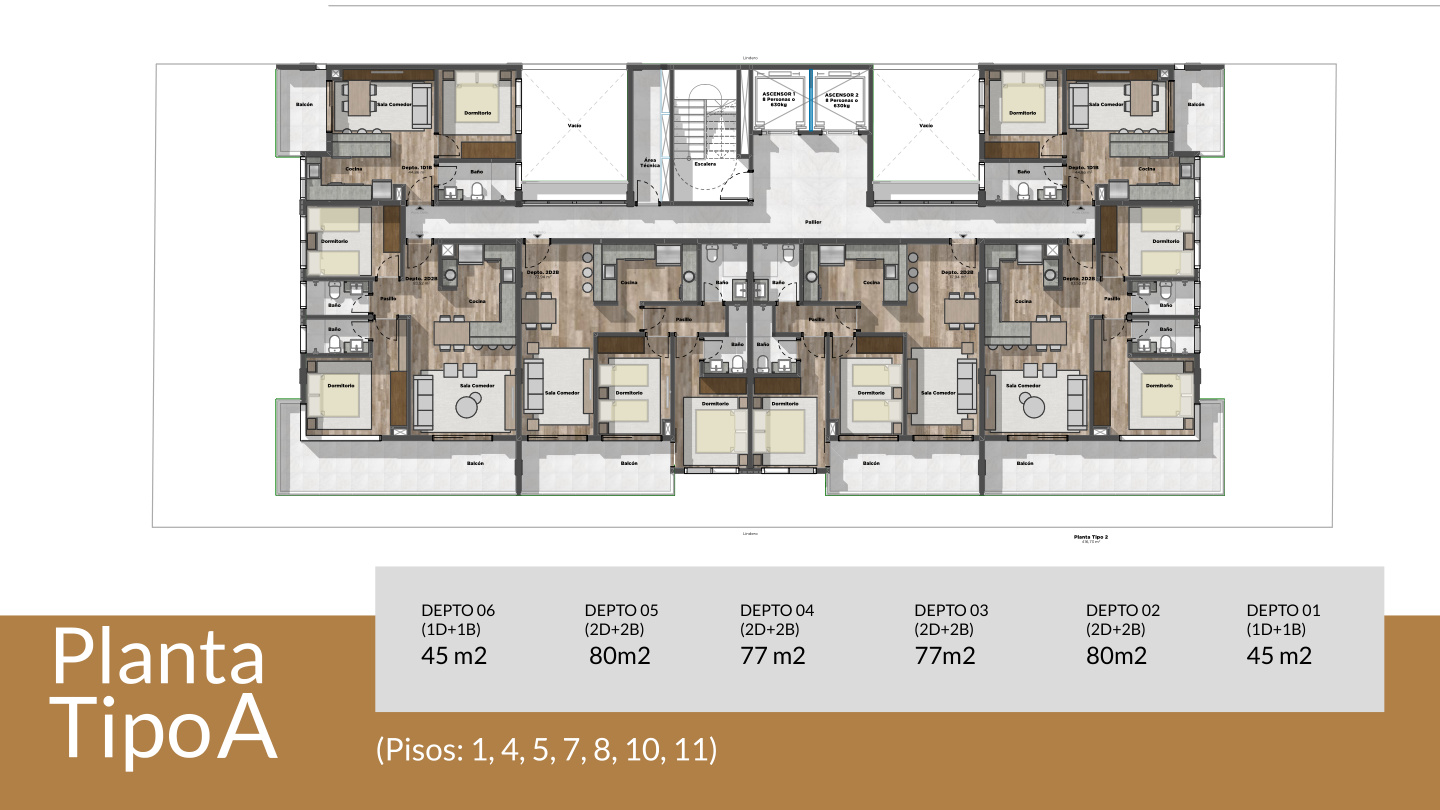 Lindero
Balcón
Sala Comedor
Dormitorio
Vacío
Área
Técnica
Escalera
ASCENSOR 1
8 Personas o
630kg
ASCENSOR 2
8 Personas o
630kg
Vacío
Dormitorio
Sala Comedor
Balcón
Cocina
Depto. 1D1B
Baño
Baño
Depto. 1D1B
Cocina
Pallier
Dormitorio
Dormitorio
Depto. 2D2B
Depto. 2D2B
Depto. 2D2B
Depto. 2D2B
Cocina
Baño
Baño
Cocina
Baño
Pasillo
Cocina
Cocina
Pasillo
Baño
Baño
Pasillo
Pasillo
Baño
Baño
Baño
Dormitorio
Sala Comedor
Sala Comedor
Dormitorio
Dormitorio
Sala Comedor
Sala Comedor
Dormitorio
Dormitorio
Dormitorio
Balcón
Balcón
Balcón
Balcón
Lindero
Planta Tipo 2
DEPTO 06
(1D+1B)
45 m2
DEPTO 05
(2D+2B)
80m2
DEPTO 04
(2D+2B)
77 m2
DEPTO 03
(2D+2B)
77m2
DEPTO 02
(2D+2B)
80m2
DEPTO 01
(1D+1B)
45 m2
Planta
Tipo A
(Pisos: 1, 4, 5, 7, 8, 10, 11)